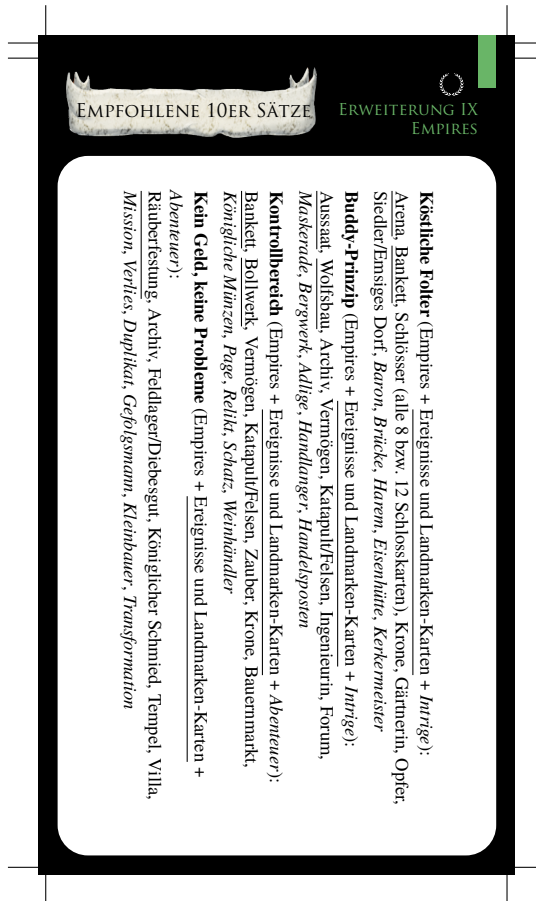 EMPFOHLENE 10ER SÄTZE
ERWEITERUNG IX
EMPIRES
Köstliche Folter (Empires + Ereignisse und Landmarken-Karten + Intrige):
Arena, Bankett, Schlösser (alle 8 bzw. 12 Schlosskarten), Krone, Gärtnerin, Opfer,
Siedler/Emsiges Dorf, Baron, Brücke, Harem, Eisenhütte, Kerkermeister
Buddy-Prinzip (Empires + Ereignisse und Landmarken-Karten + Intrige):
Aussaat, Wolfsbau, Archiv, Vermögen, Katapult/Felsen, Ingenieurin, Forum,
Maskerade, Bergwerk, Adlige, Handlanger, Handelsposten
Kontrollbereich (Empires + Ereignisse und Landmarken-Karten + Abenteuer):
Bankett, Bollwerk, Vermögen, Katapult/Felsen, Zauber, Krone, Bauernmarkt,
Königliche Münzen, Page, Relikt, Schatz, Weinhändler
Kein Geld, keine Probleme (Empires + Ereignisse und Landmarken-Karten +
Abenteuer):
Räuberfestung, Archiv, Feldlager/Diebesgut, Königlicher Schmied, Tempel, Villa,
Mission, Verlies, Duplikat, Gefolgsmann, Kleinbauer, Transformation